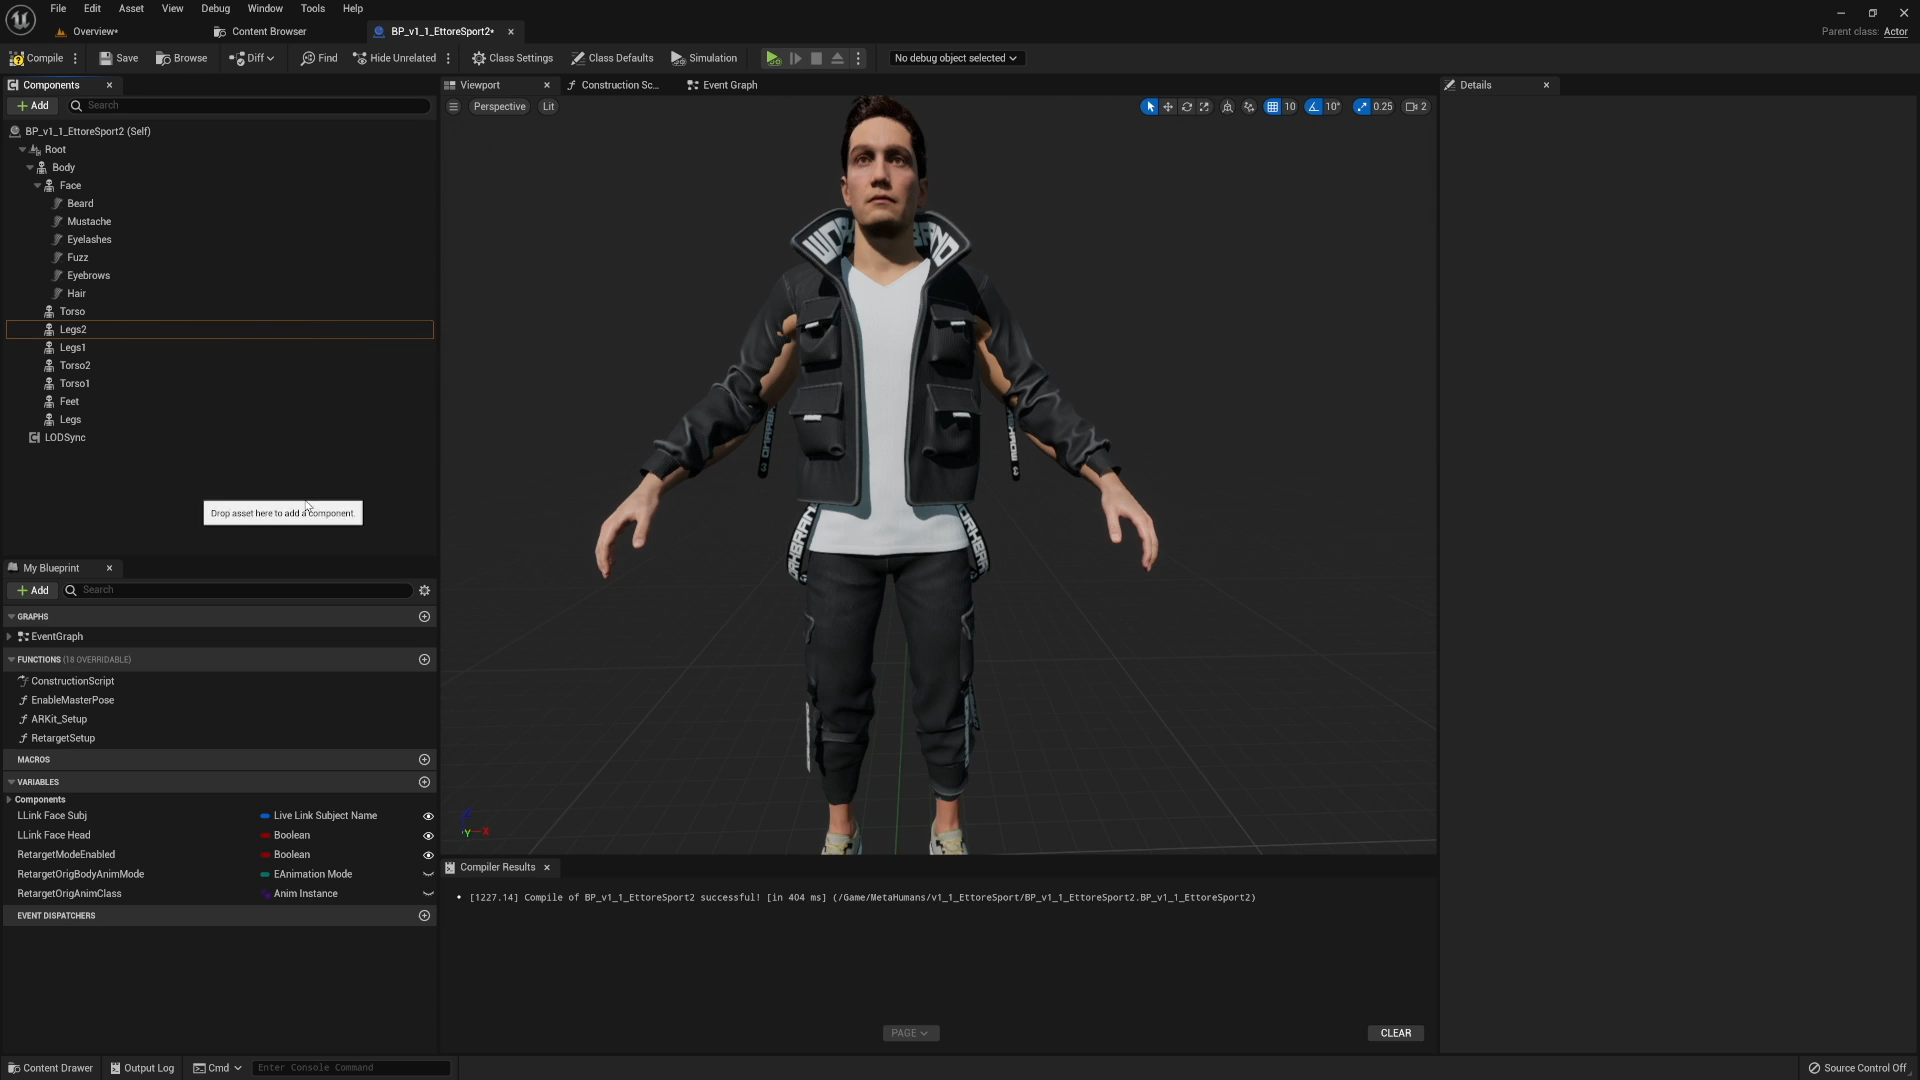 File Edit Asset View Debug Window Tools Help
Overview* Content Browser BP_v1_1_EttoreSport2*
Parent class: Actor
Compile Save Browse Diff Find Hide Unrelated Class Settings Class Defaults Simulation No debug object selected
Components
Add Search
BP_v1_1_EttoreSport2 (Self)
Root
Body
Face
Beard
Mustache
Eyelashes
Fuzz
Eyebrows
Hair
Torso
Legs2
Legs1
Torso2
Torso1
Feet
Legs
LODSync
Drop asset here to add a component.
My Blueprint
Add Search
GRAPHS
EventGraph
FUNCTIONS (18 OVERRIDABLE)
ConstructionScript
EnableMasterPose
ARKit_Setup
RetargetSetup
MACROS
VARIABLES
Components
LLink Face Subj Live Link Subject Name
LLink Face Head Boolean
RetargetModeEnabled Boolean
RetargetOrigBodyAnimMode EAnimation Mode
RetargetOrigAnimClass Anim Instance
EVENT DISPATCHERS
Viewport Construction Sc... Event Graph
Perspective Lit 10 10° 0.25 2
Y X
Compiler Results
[1227.14] Compile of BP_v1_1_EttoreSport2 successful! [in 404 ms] (/Game/MetaHumans/v1_1_EttoreSport/BP_v1_1_EttoreSport2.BP_v1_1_EttoreSport2)
PAGE CLEAR
Details
Content Drawer Output Log Cmd Enter Console Command Source Control Off